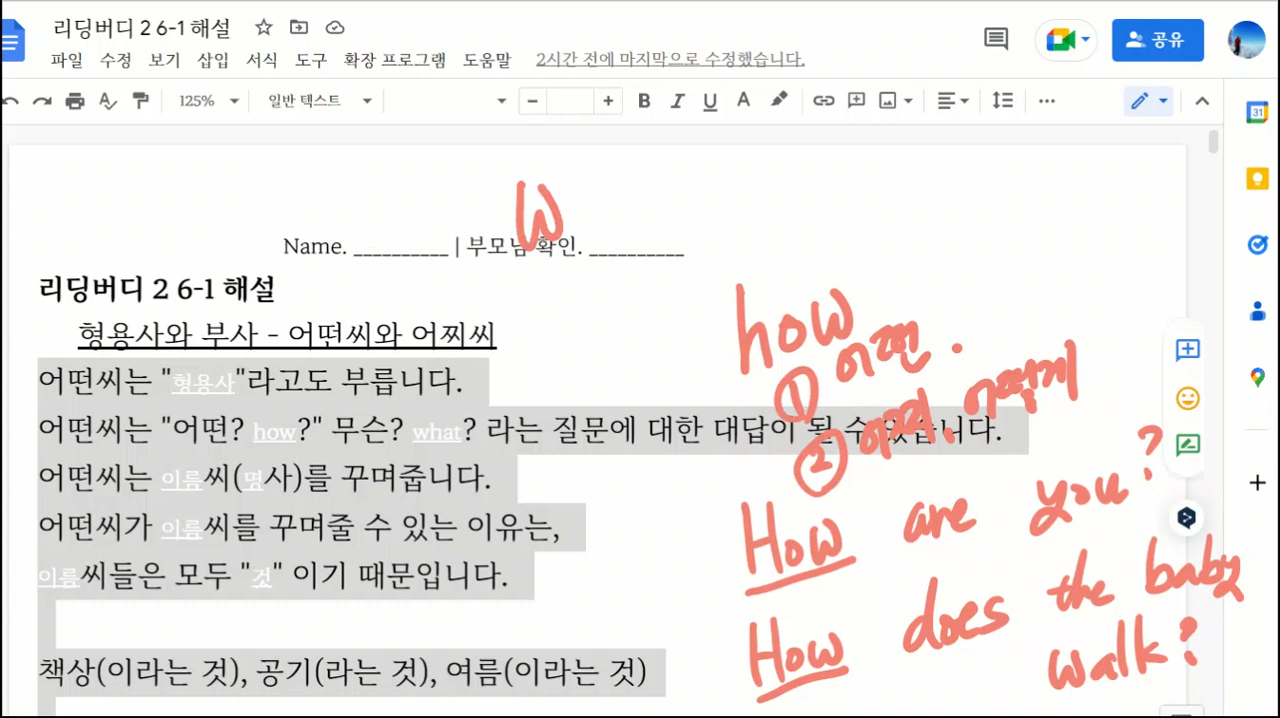 리딩버디 2 6-1 해설
파일 수정 보기 삽입 서식 도구 확장 프로그램 도움말 2시간 전에 마지막으로 수정했습니다.
공유
125% 일반 텍스트
31
W
Name. __________ | 부모님 확인. __________
리딩버디 2 6-1 해설
형용사와 부사 - 어떤씨와 어찌씨
어떤씨는 "형용사"라고도 부릅니다.
어떤씨는 "어떤? how?" 무슨? what? 라는 질문에 대한 대답이 될 수 있습니다.
어떤씨는 이름씨(명사)를 꾸며줍니다.
어떤씨가 이름씨를 꾸며줄 수 있는 이유는,
이름씨들은 모두 "것" 이기 때문입니다.
책상(이라는 것), 공기(라는 것), 여름(이라는 것)
how
① 어떤.
② 어찌, 어떻게
How are you?
How does the baby
walk?